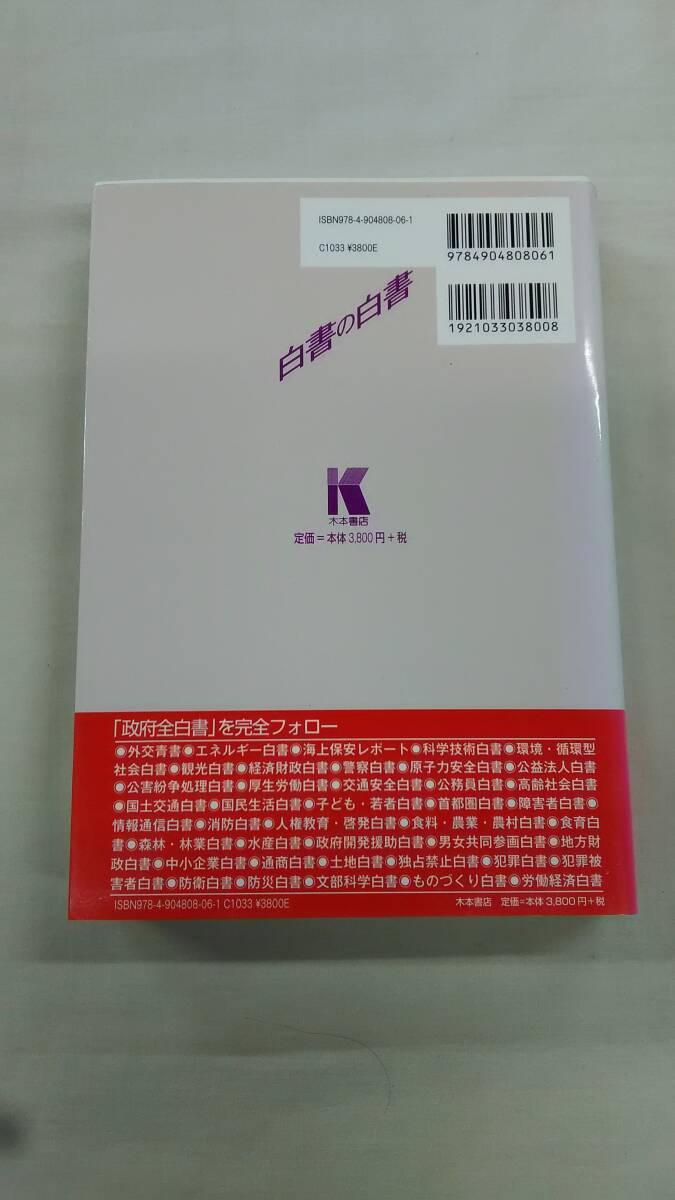 ISBN978-4-904808-06-1
C1033 ¥3800E
9784904808061
1921033038008
白書の白書
K
木本書店
定価=本体3,800円+税
「政府全白書」を完全フォロー
●外交青書●エネルギー白書●海上保安レポート●科学技術白書●環境・循環型
社会白書●観光白書●経済財政白書●警察白書●原子力安全白書●公益法人白書
●公害紛争処理白書●厚生労働白書●交通安全白書●公務員白書●高齢社会白書
●国土交通白書●国民生活白書●子ども・若者白書●首都圏白書●障害者白書●
情報通信白書●消防白書●人権教育・啓発白書●食料・農業・農村白書●食育白
書●森林・林業白書●水産白書●政府開発援助白書●男女共同参画白書●地方財
政白書●中小企業白書●通商白書●土地白書●独占禁止白書●犯罪白書●犯罪被
害者白書●防衛白書●防災白書●文部科学白書●ものづくり白書●労働経済白書
ISBN978-4-904808-06-1 C1033 ¥3800E
木本書店 定価=本体3,800円+税